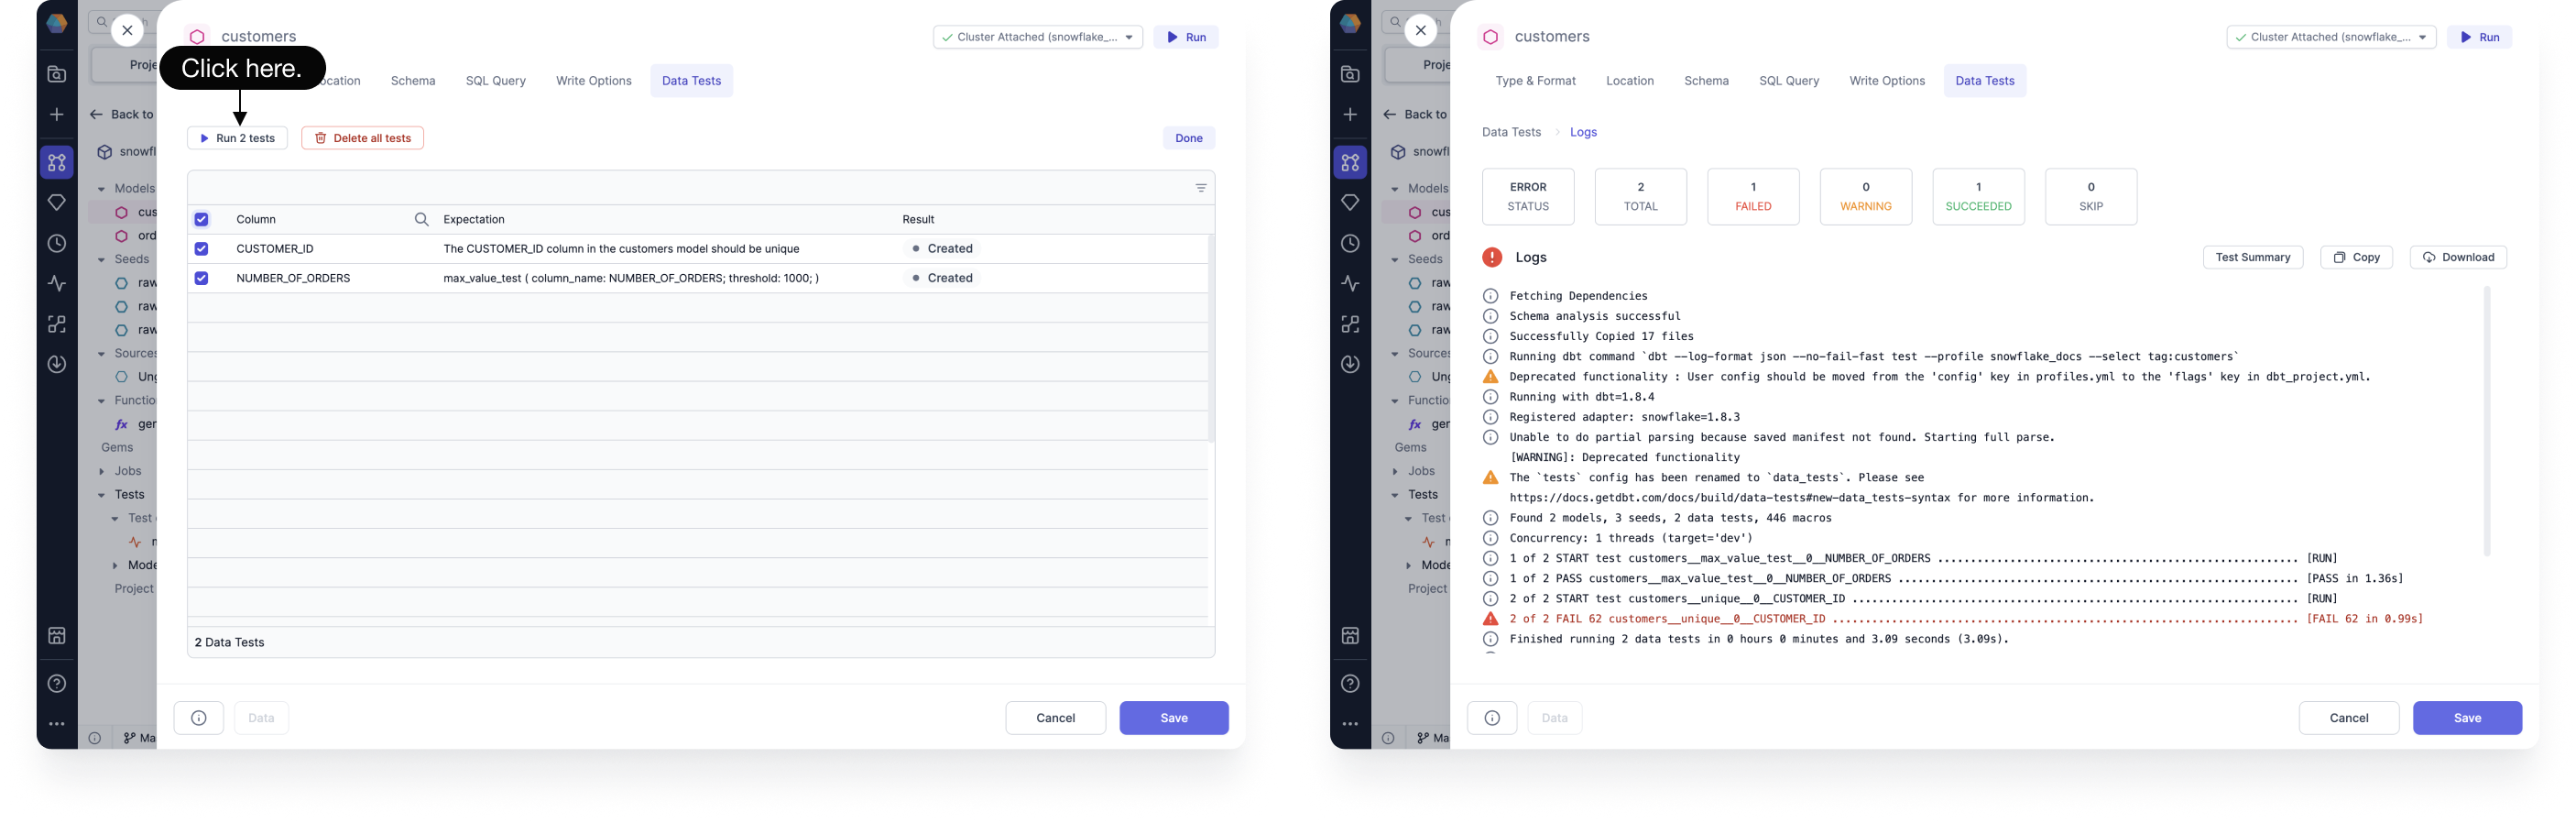 customers
Cluster Attached (snowflake_...
Run
Click here.
Proje
ocation
Schema
SQL Query
Write Options
Data Tests
Back to
Run 2 tests
Delete all tests
Done
snowfl
Models
cus
ord
Seeds
raw
raw
raw
Sources
Ung
Functio
fx ger
Gems
Jobs
Tests
Test
Mode
Project
Column
Expectation
Result
CUSTOMER_ID
The CUSTOMER_ID column in the customers model should be unique
Created
NUMBER_OF_ORDERS
max_value_test ( column_name: NUMBER_OF_ORDERS; threshold: 1000; )
Created
2 Data Tests
Data
Cancel
Save
Ma
customers
Cluster Attached (snowflake_...
Run
Proje
Type & Format
Location
Schema
SQL Query
Write Options
Data Tests
Back to
Data Tests > Logs
snowfl
Models
cus
ord
Seeds
raw
raw
raw
Sources
Ung
Functio
fx ger
Gems
Jobs
Tests
Test
Mode
Project
ERROR
STATUS
2
TOTAL
1
FAILED
0
WARNING
1
SUCCEEDED
0
SKIP
Logs
Test Summary
Copy
Download
Fetching Dependencies
Schema analysis successful
Successfully Copied 17 files
Running dbt command `dbt --log-format json --no-fail-fast test --profile snowflake_docs --select tag:customers`
Deprecated functionality : User config should be moved from the 'config' key in profiles.yml to the 'flags' key in dbt_project.yml.
Running with dbt=1.8.4
Registered adapter: snowflake=1.8.3
Unable to do partial parsing because saved manifest not found. Starting full parse.
[WARNING]: Deprecated functionality
The `tests` config has been renamed to `data_tests`. Please see
https://docs.getdbt.com/docs/build/data-tests#new-data_tests-syntax for more information.
Found 2 models, 3 seeds, 2 data tests, 446 macros
Concurrency: 1 threads (target='dev')
1 of 2 START test customers__max_value_test__0__NUMBER_OF_ORDERS ....................................................... [RUN]
1 of 2 PASS customers__max_value_test__0__NUMBER_OF_ORDERS ............................................................. [PASS in 1.36s]
2 of 2 START test customers__unique__0__CUSTOMER_ID .................................................................... [RUN]
2 of 2 FAIL 62 customers__unique__0__CUSTOMER_ID ....................................................................... [FAIL 62 in 0.99s]
Finished running 2 data tests in 0 hours 0 minutes and 3.09 seconds (3.09s).
Data
Cancel
Save
Ma